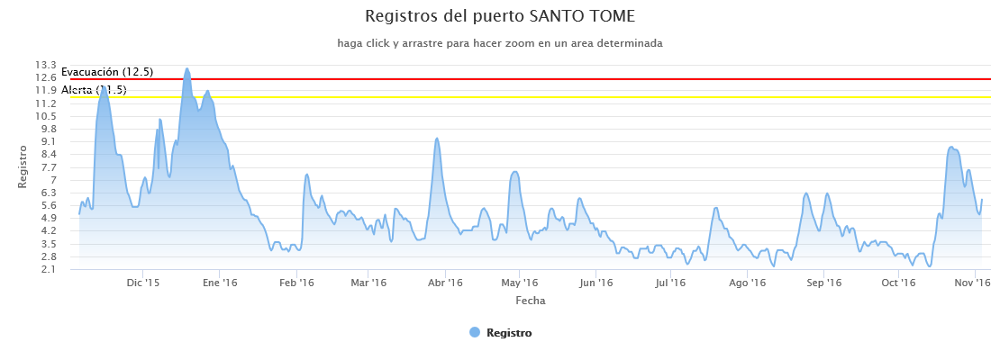 Registros del puerto SANTO TOME
haga click y arrastre para hacer zoom en un area determinada
Registro
13.3
12.6
11.9
11.2
10.5
9.8
9.1
8.4
7.7
7
6.3
5.6
4.9
4.2
3.5
2.8
2.1
Evacuación (12.5)
Alerta (11.5)
Dic '15 Ene '16 Feb '16 Mar '16 Abr '16 May '16 Jun '16 Jul '16 Ago '16 Sep '16 Oct '16 Nov '16
Fecha
Registro